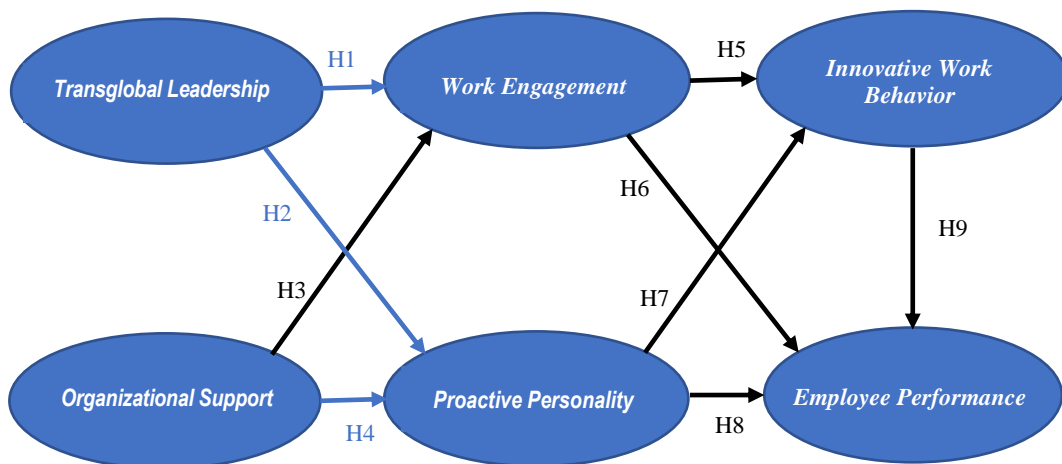 H1
H5
Transglobal Leadership
Work Engagement
Innovative Work
Behavior
H2
H6
H9
H3
H7
Organizational Support
Proactive Personality
Employee Performance
H4
H8